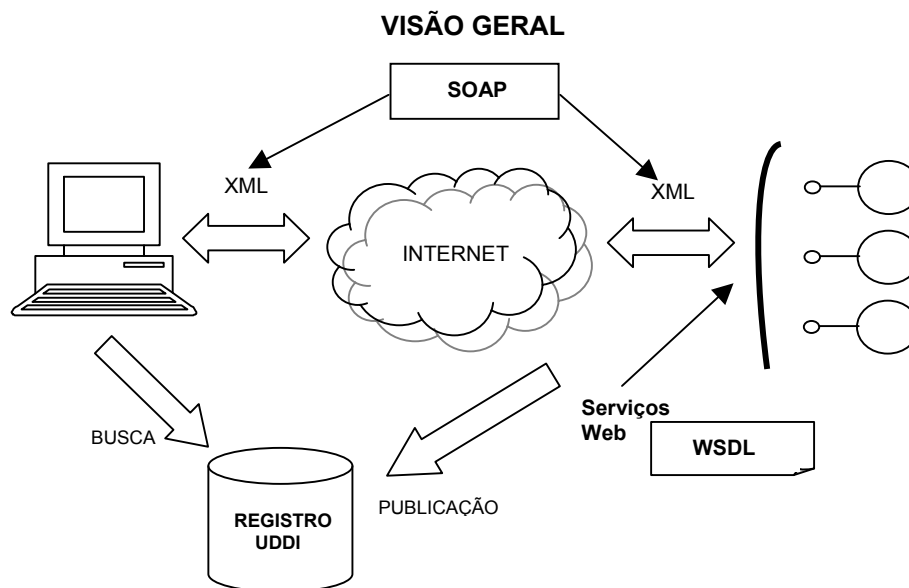 VISÃO GERAL
SOAP
XML
XML
INTERNET
Serviços
Web
WSDL
BUSCA
PUBLICAÇÃO
REGISTRO
UDDI